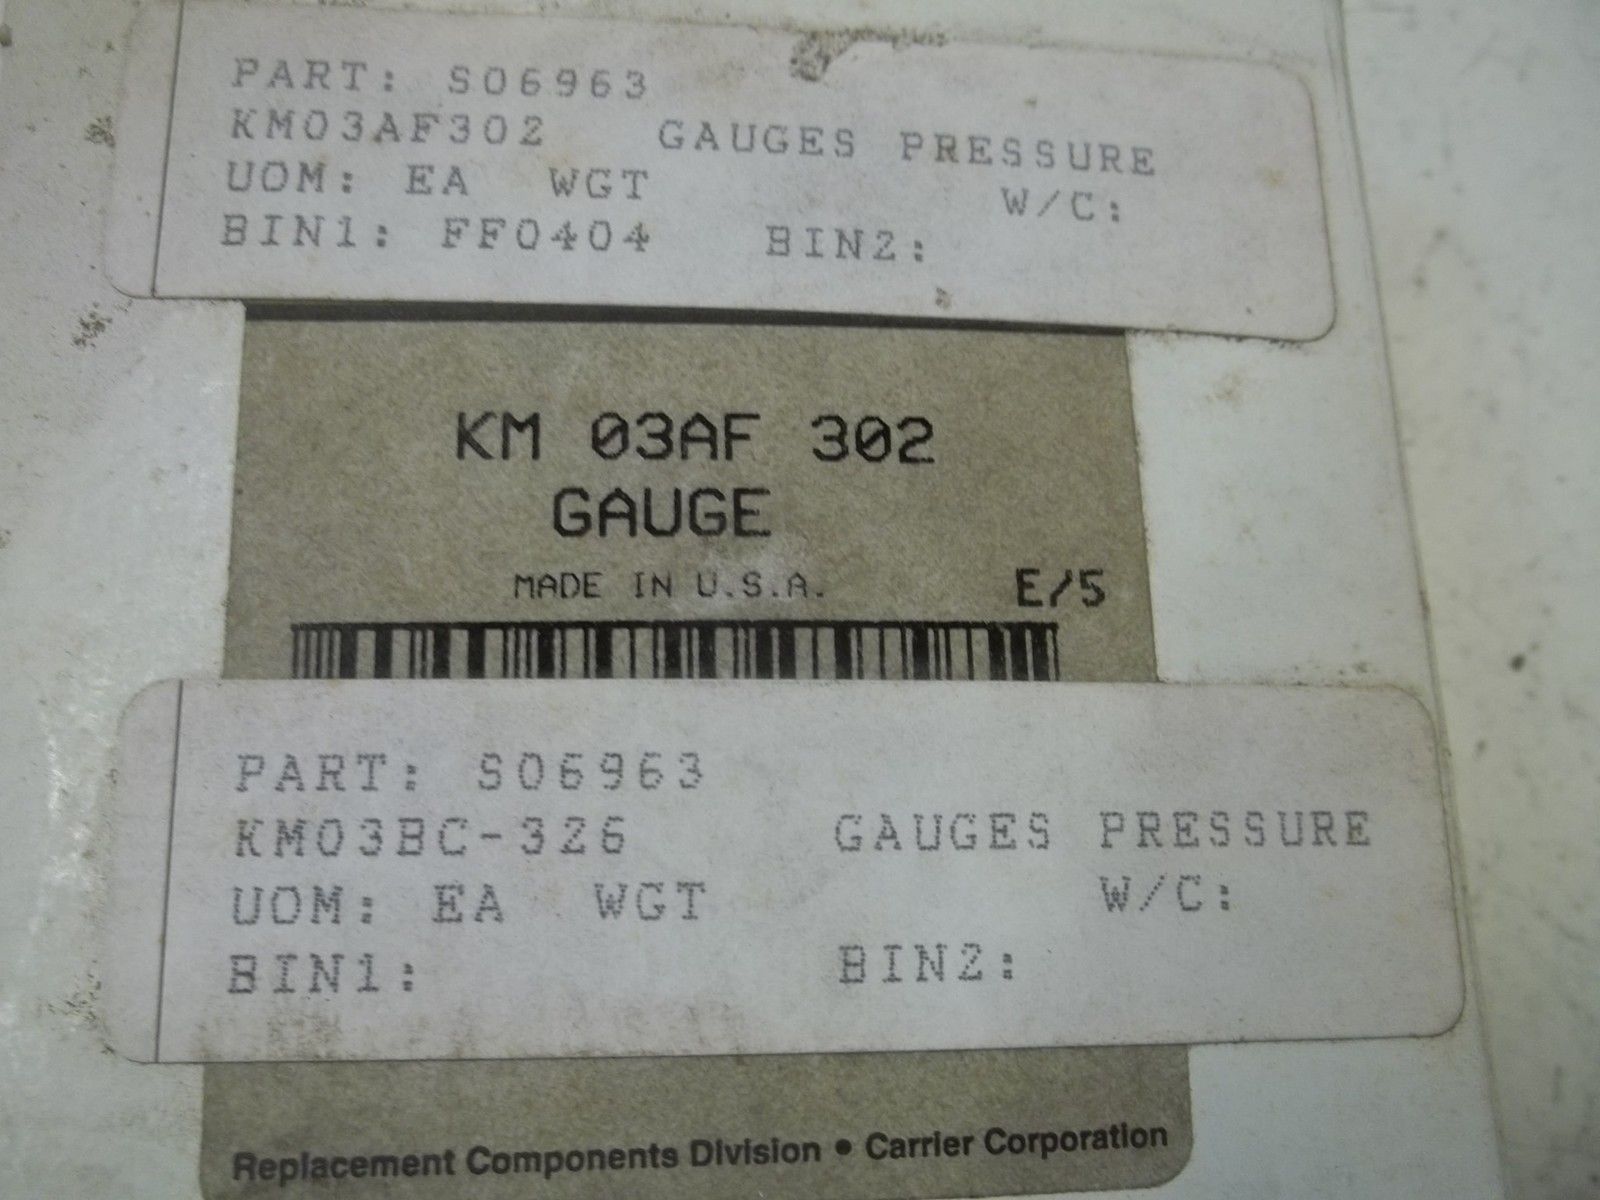 PART: S06963
KM03AF302 GAUGES PRESSURE
UOM: EA WGT W/C:
BIN1: FF0404 BIN2:
KM 03AF 302
GAUGE
MADE IN U.S.A. E/5
PART: S06963
KM03BC-326 GAUGES PRESSURE
UOM: EA WGT W/C:
BIN1: BIN2:
Replacement Components Division • Carrier Corporation